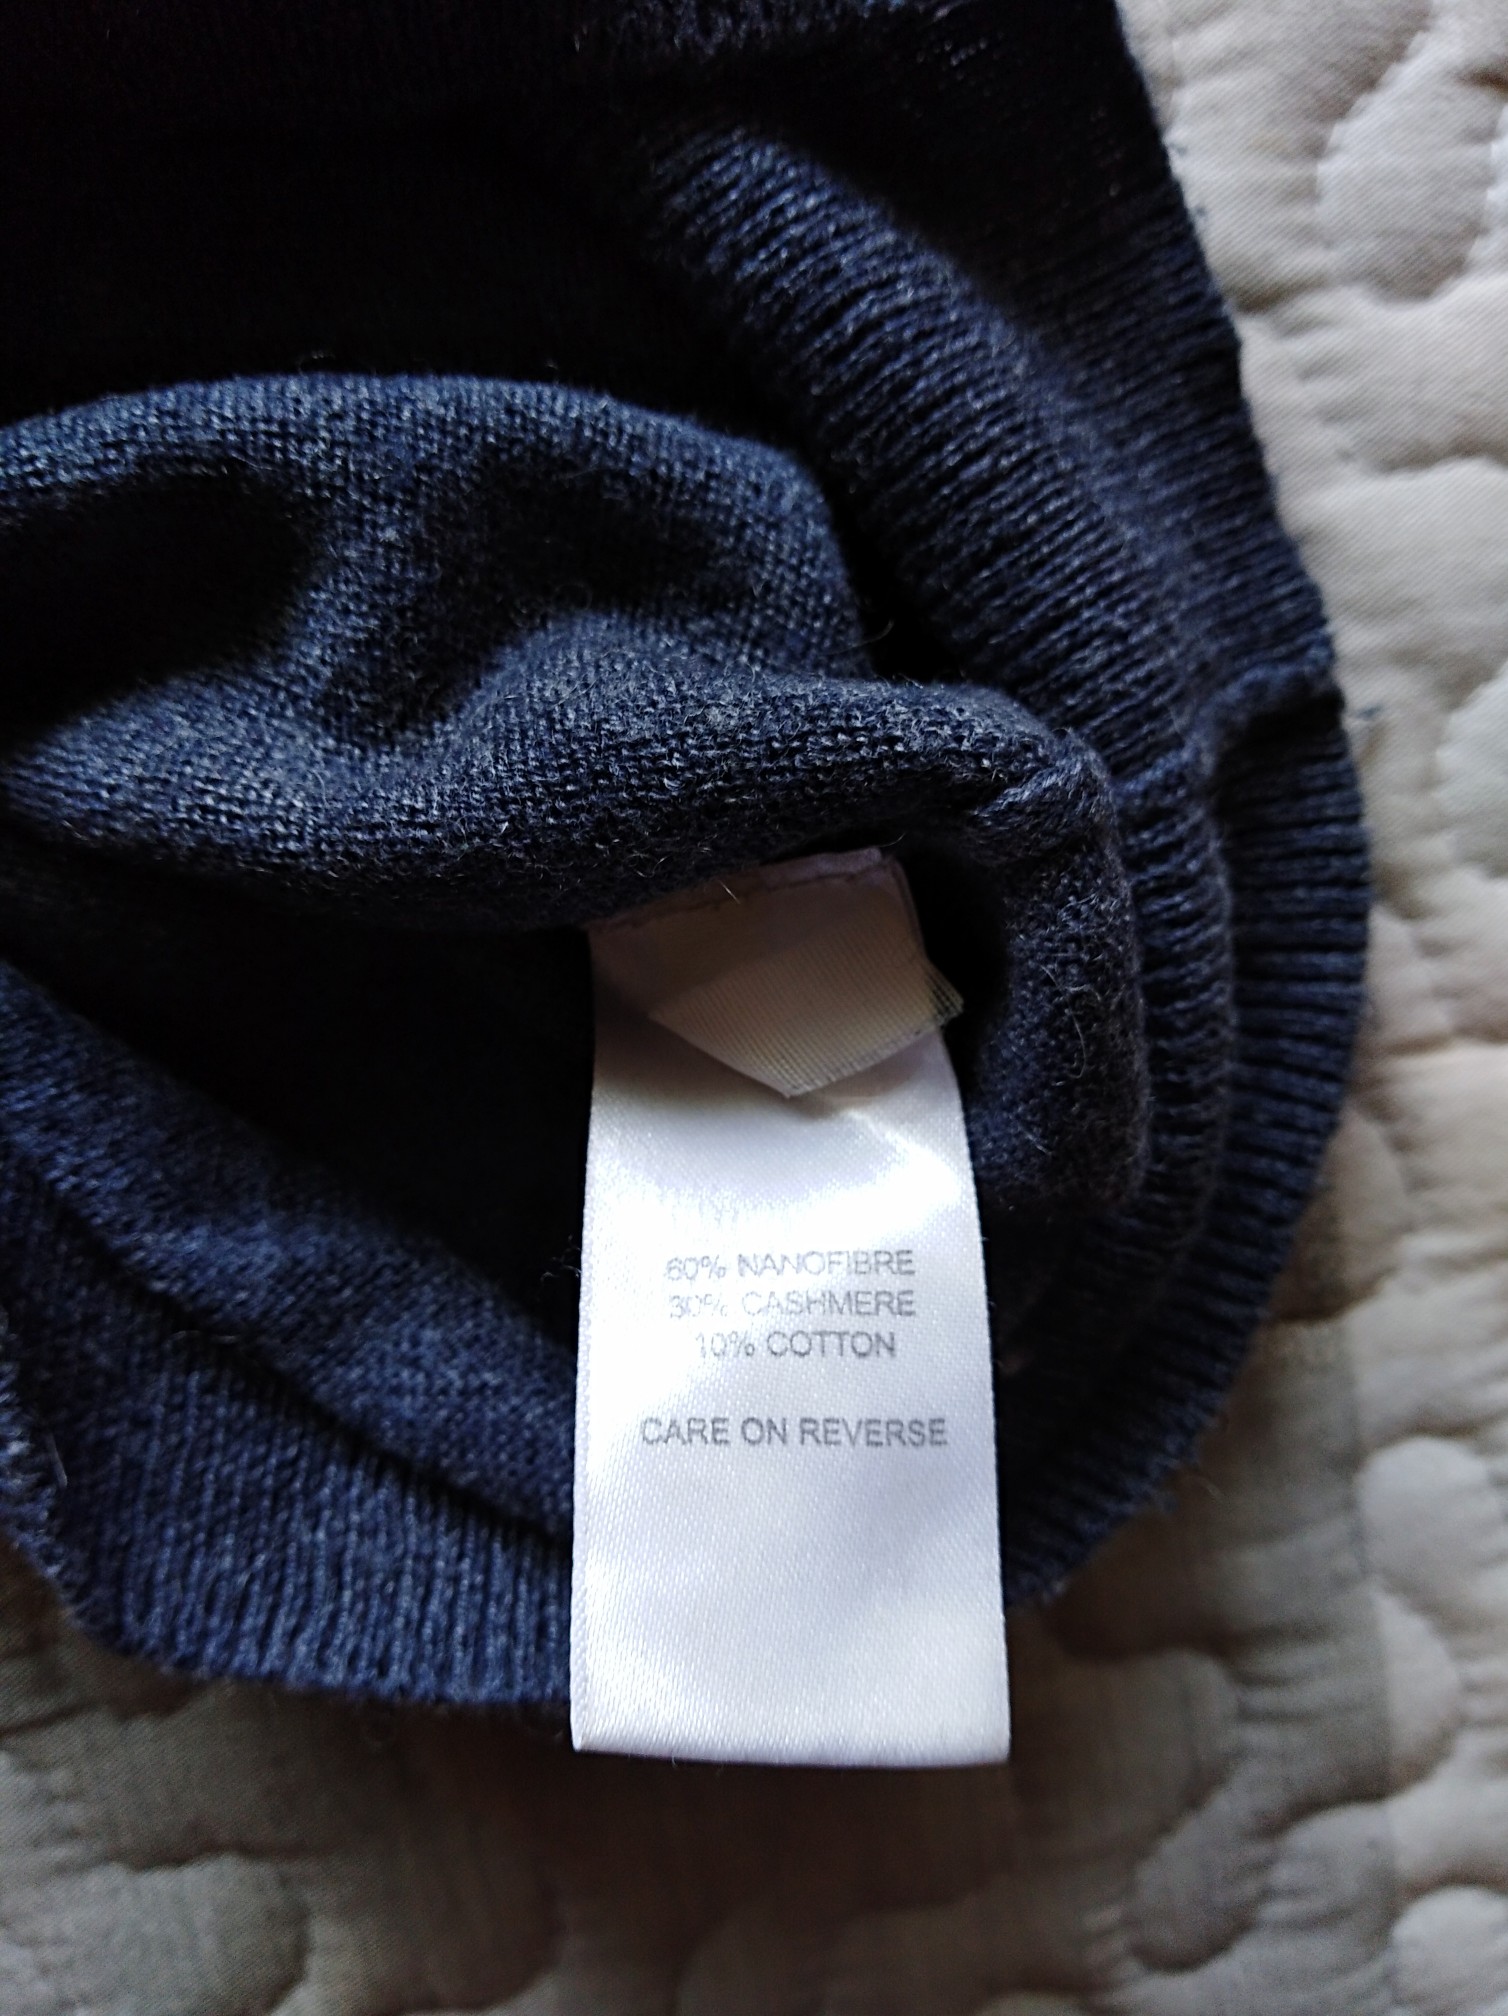 60% NANOFIBRE
30% CASHMERE
10% COTTON
CARE ON REVERSE